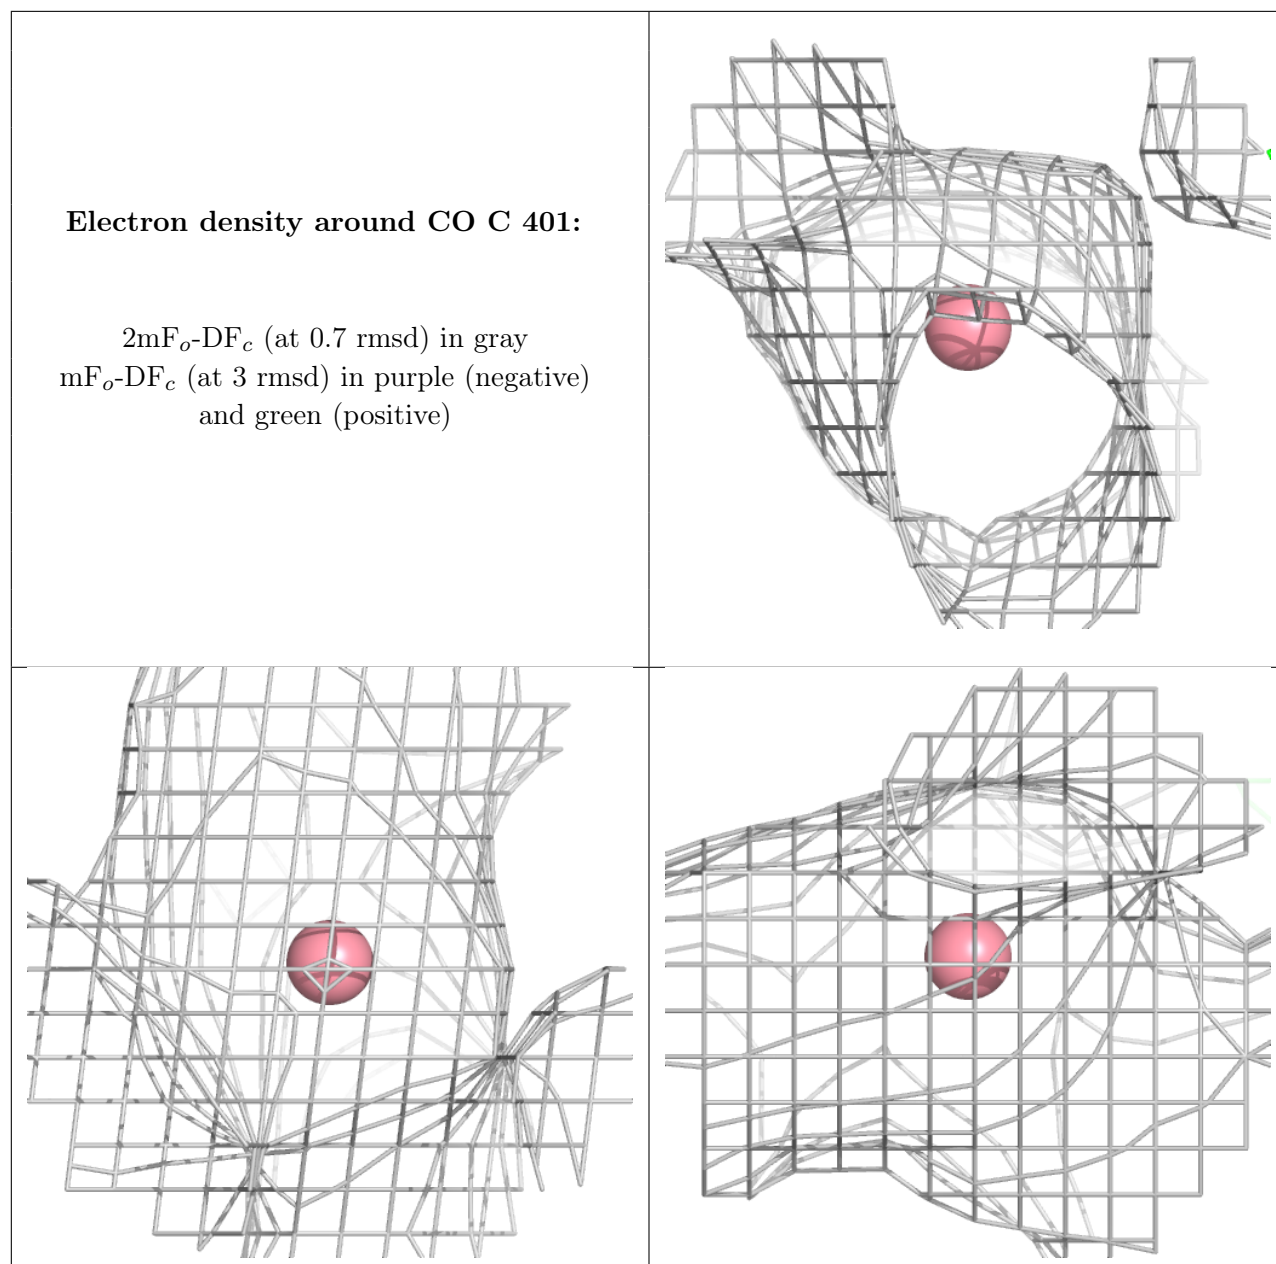 Electron density around CO C 401:
2mFo-DFc (at 0.7 rmsd) in gray
mFo-DFc (at 3 rmsd) in purple (negative)
and green (positive)